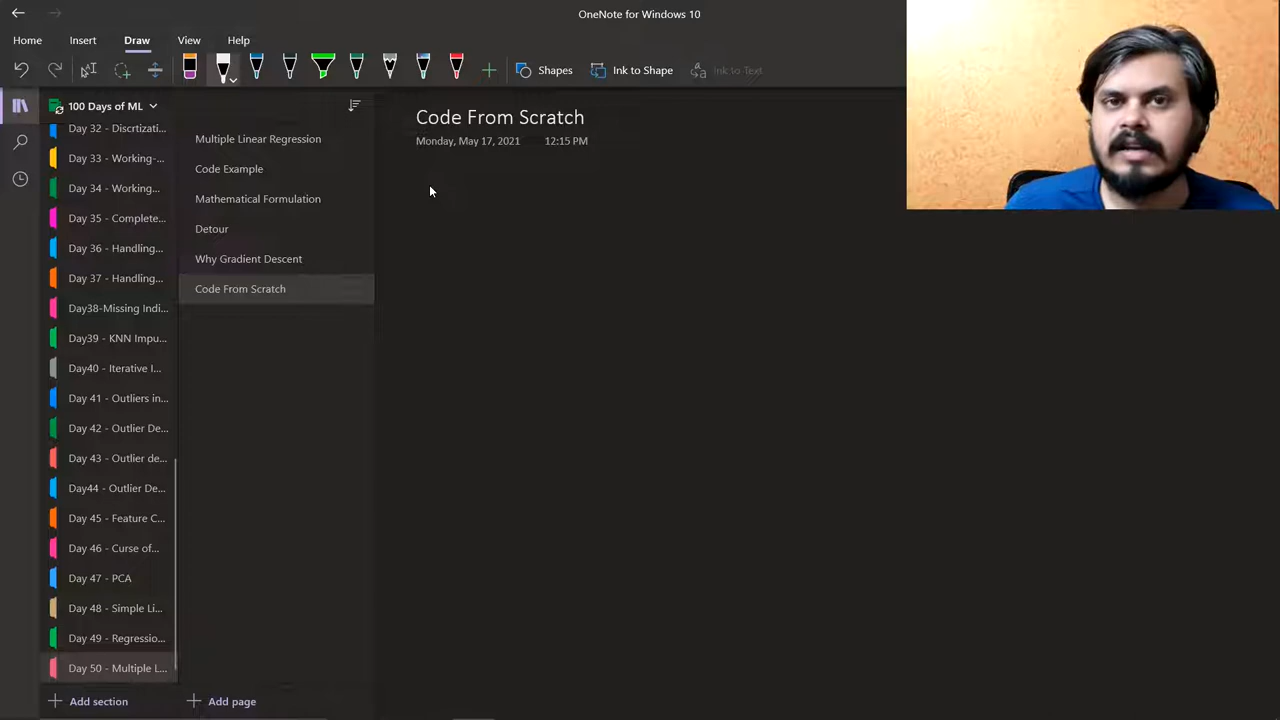 OneNote for Windows 10
Home Insert Draw View Help
Shapes Ink to Shape Ink to Text
100 Days of ML
Day 32 - Discrtizati...
Day 33 - Working-...
Day 34 - Working...
Day 35 - Complete...
Day 36 - Handling...
Day 37 - Handling...
Day38-Missing Indi...
Day39 - KNN Impu...
Day40 - Iterative I...
Day 41 - Outliers in...
Day 42 - Outlier De...
Day 43 - Outlier de...
Day44 - Outlier De...
Day 45 - Feature C...
Day 46 - Curse of...
Day 47 - PCA
Day 48 - Simple Li...
Day 49 - Regressio...
Day 50 - Multiple L...
Add section
Multiple Linear Regression
Code Example
Mathematical Formulation
Detour
Why Gradient Descent
Code From Scratch
Add page
Code From Scratch
Monday, May 17, 2021 12:15 PM